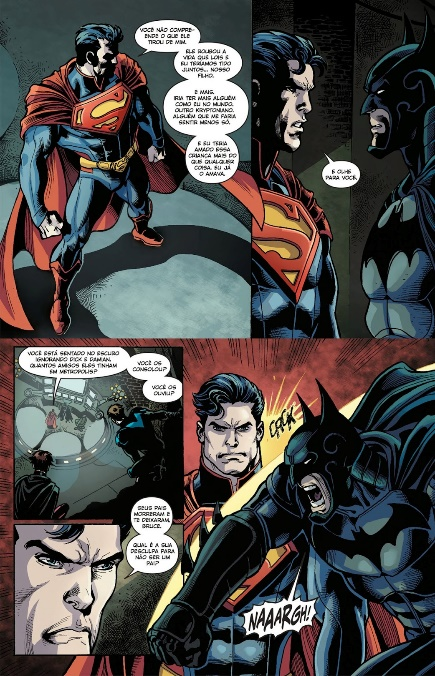 VOCÊ NÃO COMPRE-
ENDE O QUE ELE
TIROU DE MIM.
ELE ROUBOU A
VIDA QUE LOIS E
EU TERÍAMOS TIDO
JUNTOS... NOSSO
FILHO.
E MAIS.
IRIA TER MAIS ALGUÉM
COMO EU NO MUNDO.
OUTRO KRYPTONIANO.
ALGUÉM QUE ME FARIA
SENTIR MENOS SÓ.
E EU TERIA
AMADO ESSA
CRIANÇA MAIS DO
QUE QUALQUER
COISA. EU JÁ
O AMAVA.
E OLHE
PARA VOCÊ.
VOCÊ ESTÁ SENTADO NO ESCURO
IGNORANDO DICK E DAMIAN.
QUANTOS AMIGOS ELES TINHAM
EM METROPOLIS?
VOCÊ OS
CONSOLOU?
VOCÊ OS
OUVIU?
SEUS PAIS
MORRERAM E
TE DEIXARAM,
BRUCE.
QUAL É A SUA
DESCULPA PARA
NÃO SER UM
PAI?
CRACK
NAAARGH!